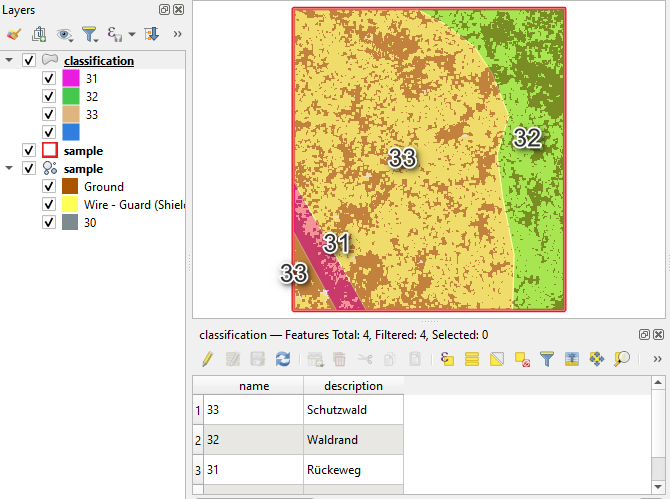 Layers
classification
31
32
33
sample
sample
Ground
Wire - Guard (Shiel
30
33
32
31
33
classification — Features Total: 4, Filtered: 4, Selected: 0
name description
1 33 Schutzwald
2 32 Waldrand
3 31 Rückeweg